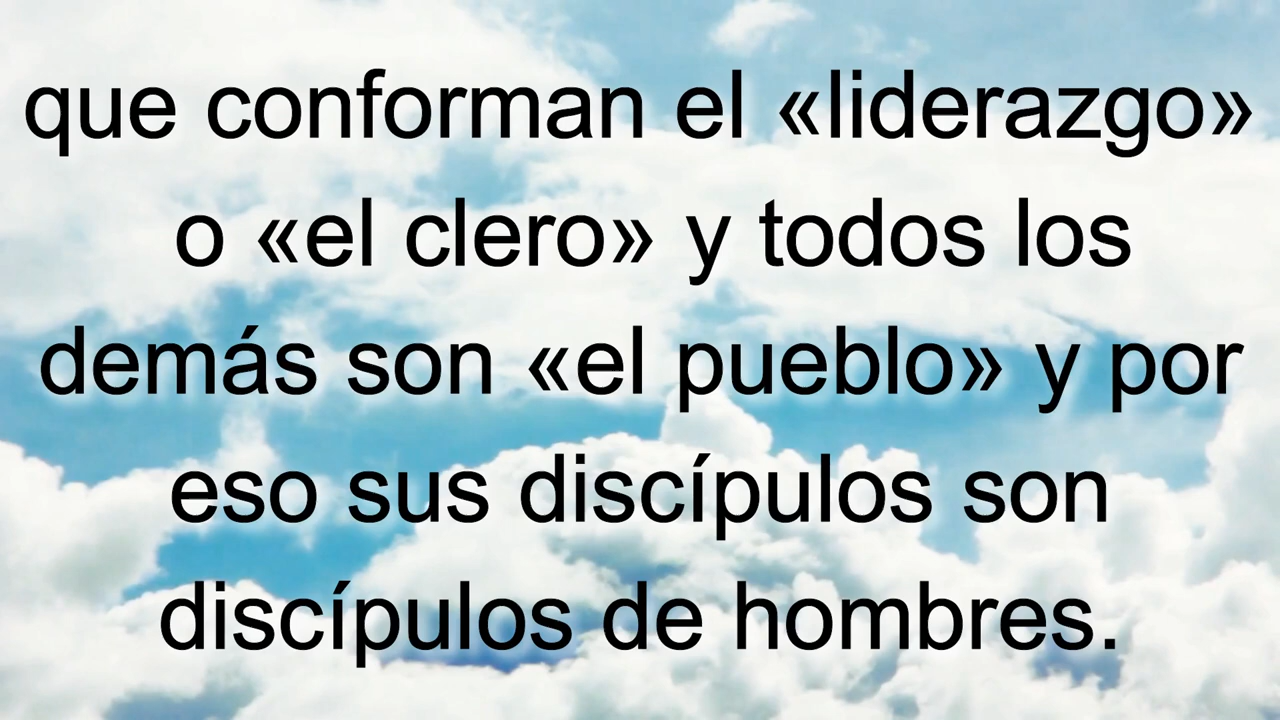 que conforman el «liderazgo»
o «el clero» y todos los
demás son «el pueblo» y por
eso sus discípulos son
discípulos de hombres.